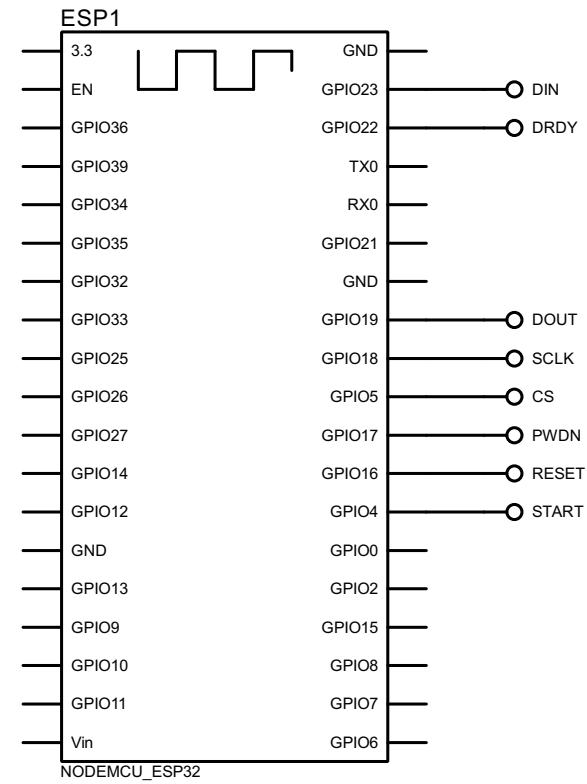 ESP1
3.3 GND
EN GPIO23 DIN
GPIO36 GPIO22 DRDY
GPIO39 TX0
GPIO34 RX0
GPIO35 GPIO21
GPIO32 GND
GPIO33 GPIO19 DOUT
GPIO25 GPIO18 SCLK
GPIO26 GPIO5 CS
GPIO27 GPIO17 PWDN
GPIO14 GPIO16 RESET
GPIO12 GPIO4 START
GND GPIO0
GPIO13 GPIO2
GPIO9 GPIO15
GPIO10 GPIO8
GPIO11 GPIO7
Vin GPIO6
NODEMCU_ESP32